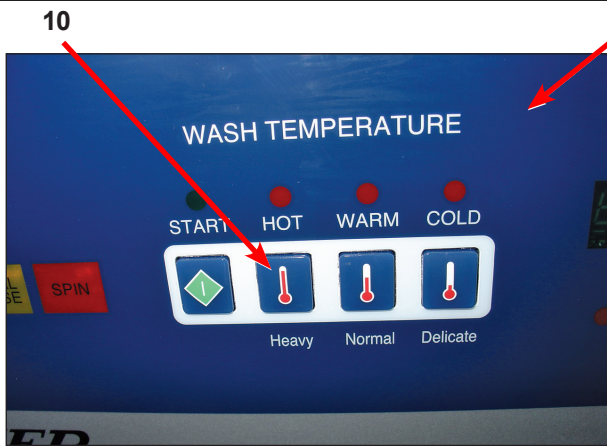 10
WASH TEMPERATURE
START HOT WARM COLD
SPIN
Heavy Normal Delicate